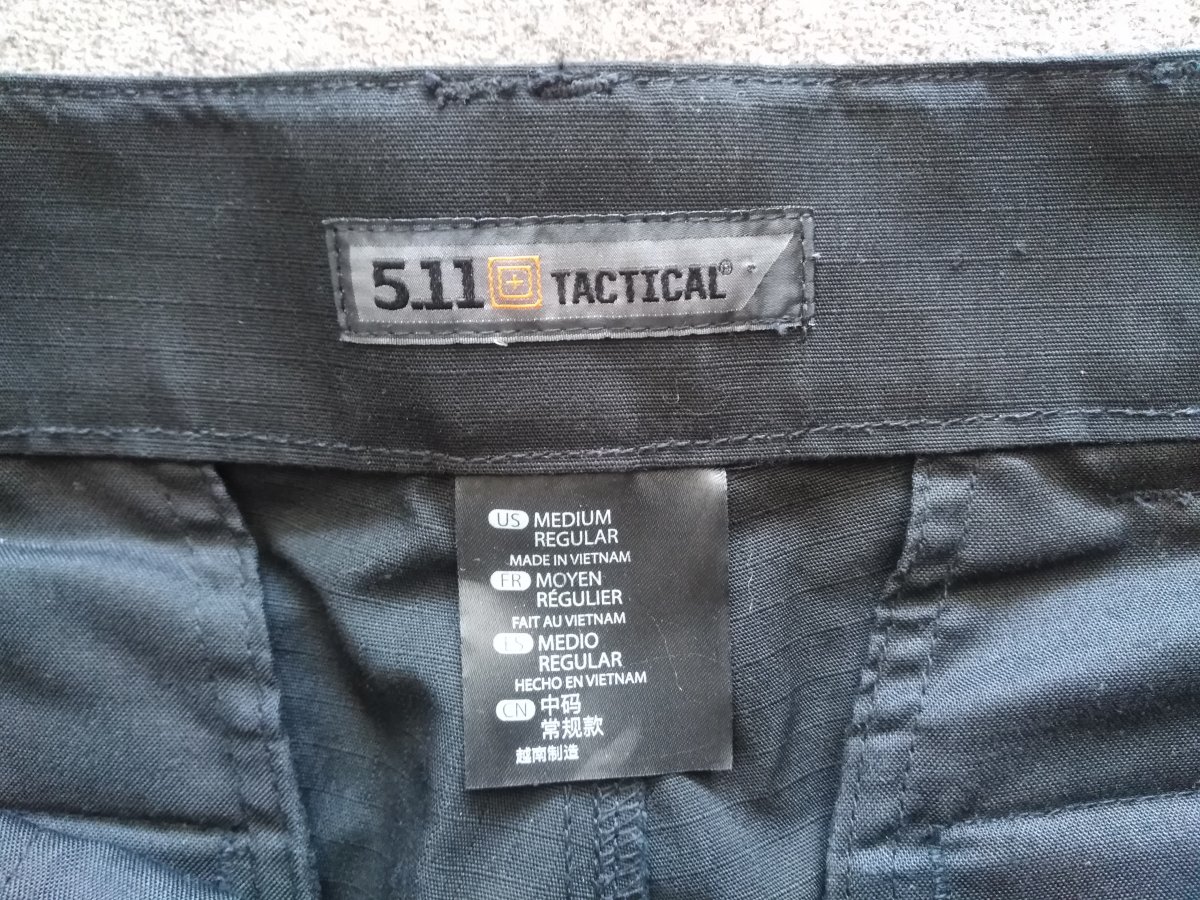 5.11 TACTICAL®
US MEDIUM
REGULAR
MADE IN VIETNAM
FR MOYEN
RÉGULIER
FAIT AU VIETNAM
ES MEDIO
REGULAR
HECHO EN VIETNAM
CN 中码
常规款
越南制造